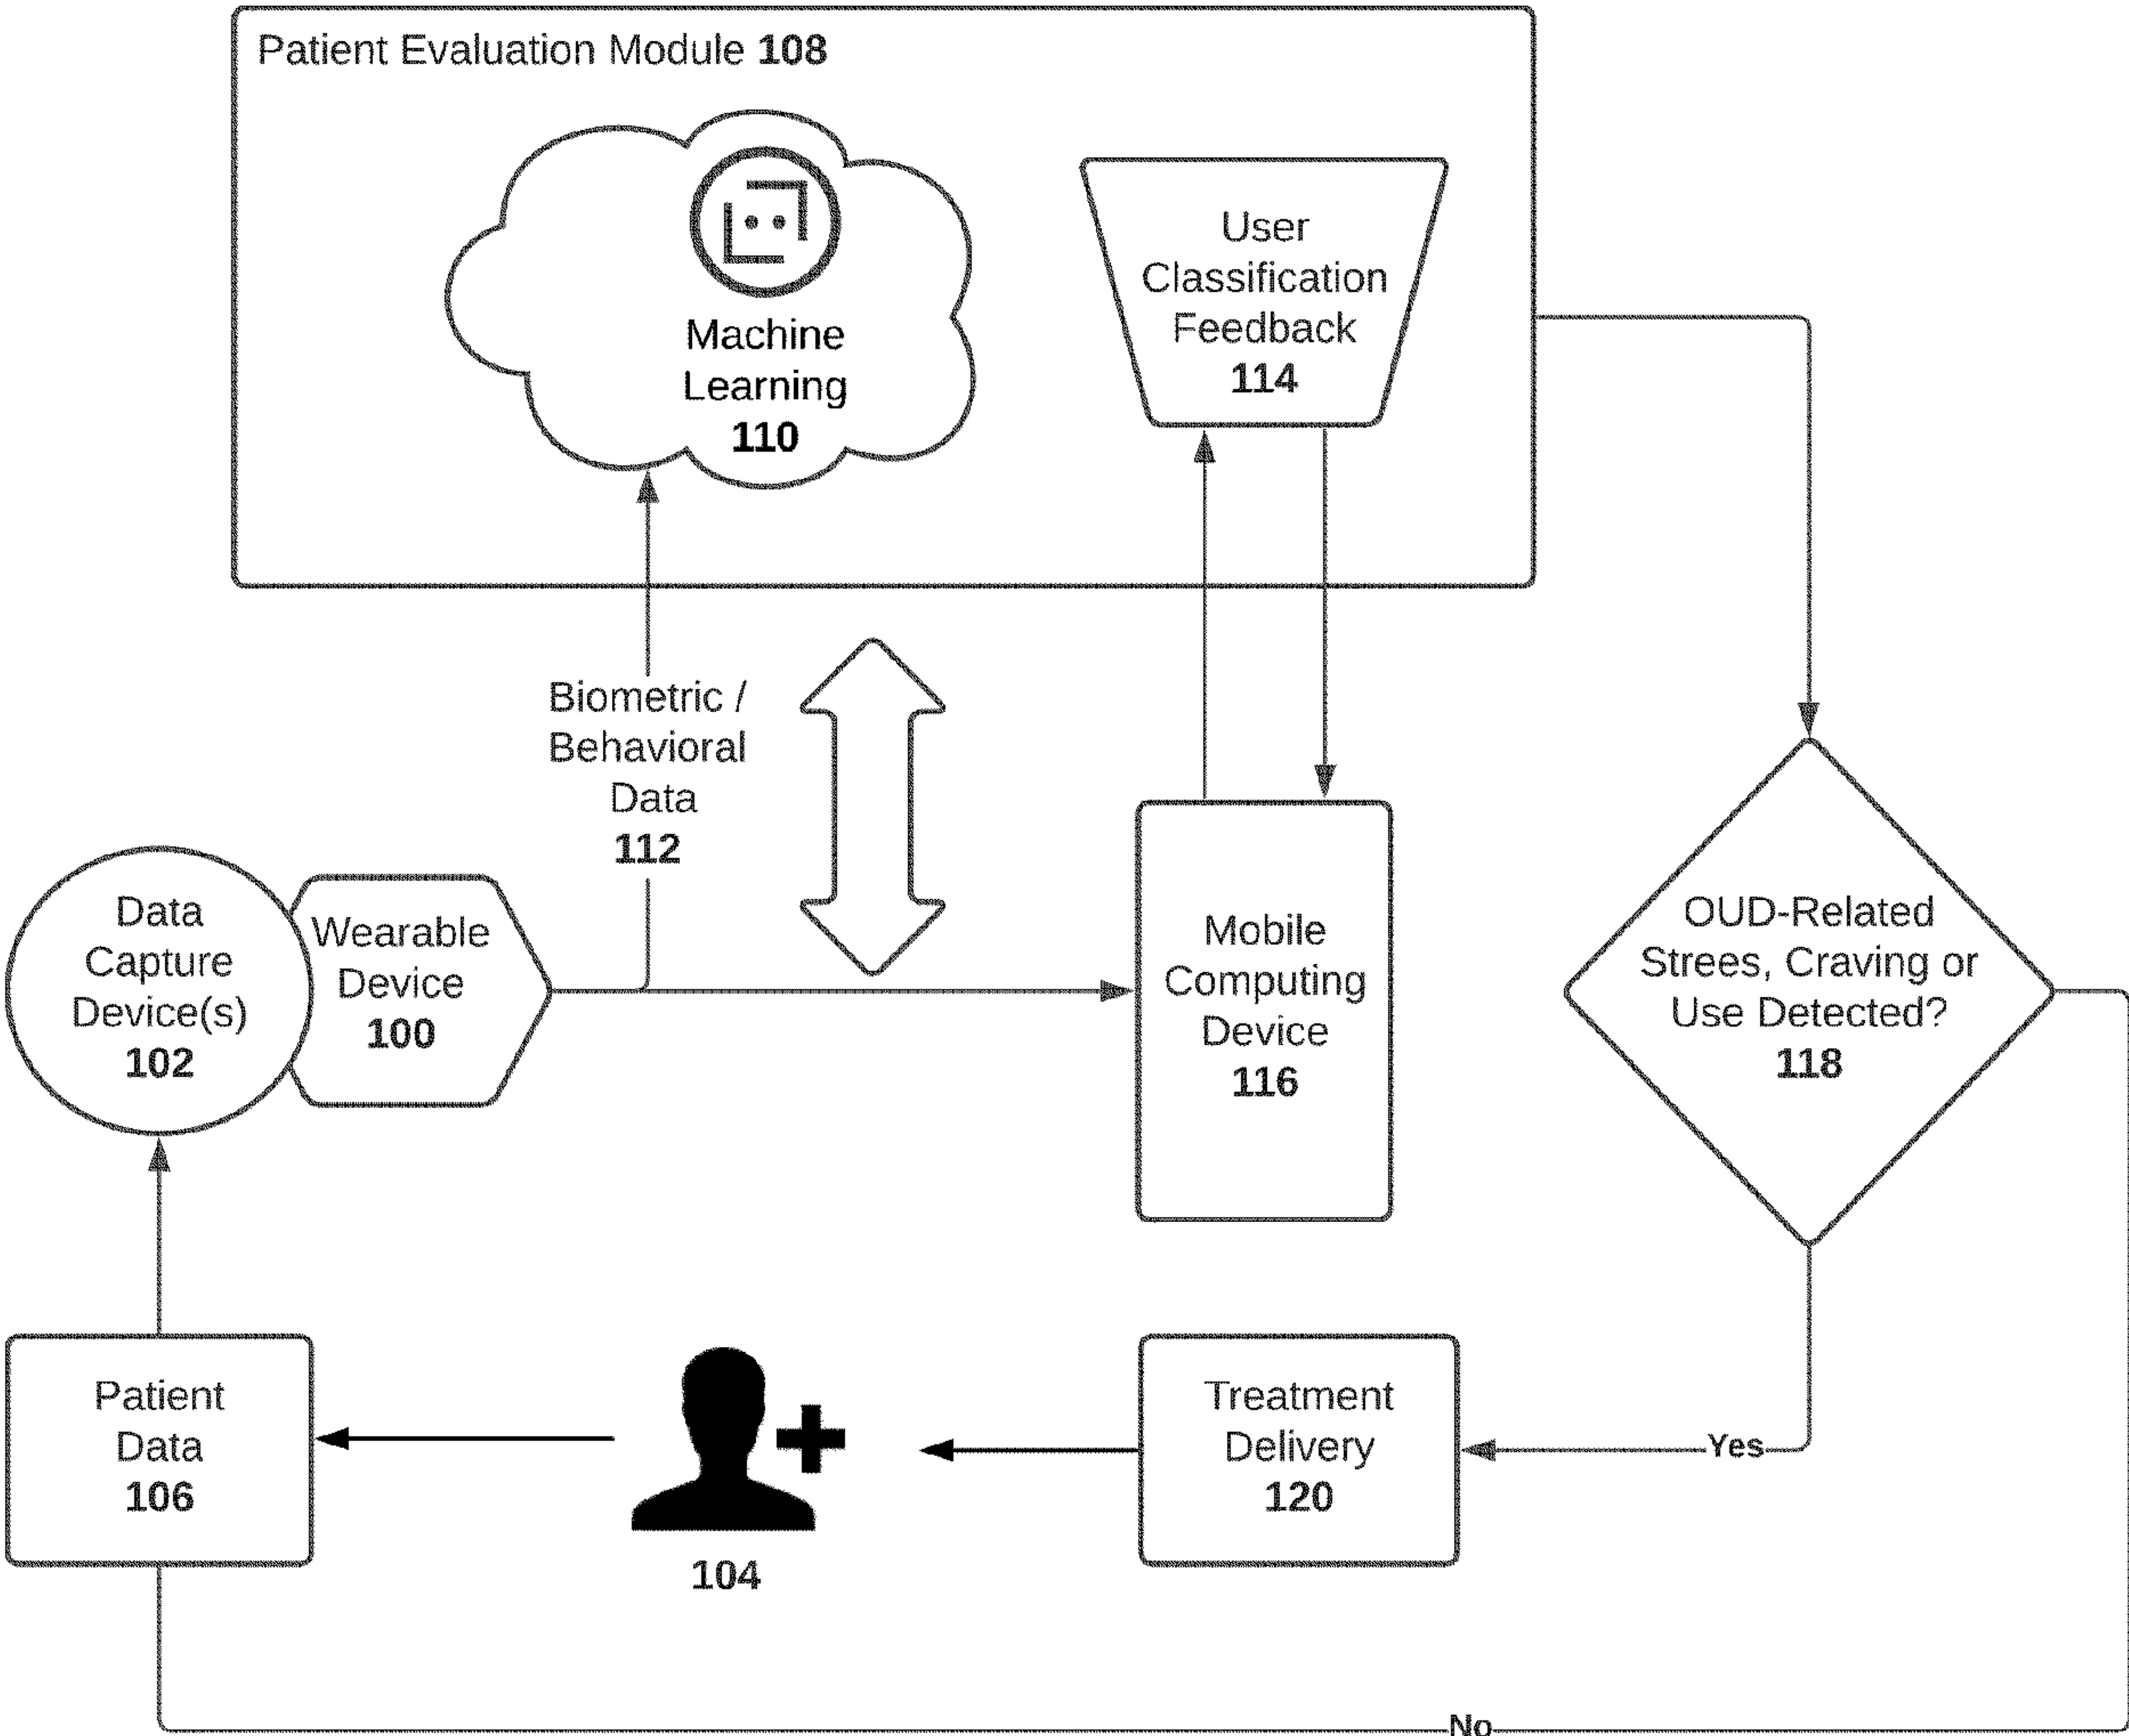 Patient Evaluation Module 108
Machine
Learning
110
User
Classification
Feedback
114
Biometric /
Behavioral
Data
112
Data
Capture
Device(s)
102
Wearable
Device
100
Mobile
Computing
Device
116
OUD-Related
Strees, Craving or
Use Detected?
118
Patient
Data
106
104
Treatment
Delivery
120
Yes
No